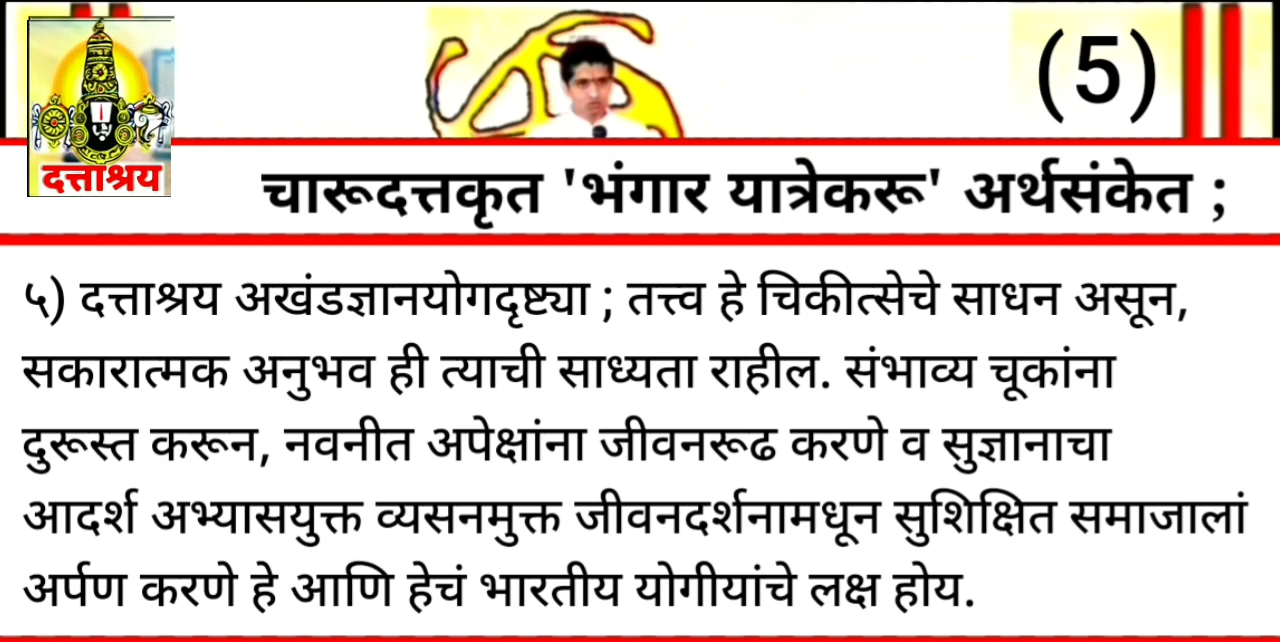 (5)
दत्ताश्रय
चारूदत्तकृत 'भंगार यात्रेकरू' अर्थसंकेत ;
५) दत्ताश्रय अखंडज्ञानयोगदृष्ट्या ; तत्त्व हे चिकीत्सेचे साधन असून,
सकारात्मक अनुभव ही त्याची साध्यता राहील. संभाव्य चूकांना
दुरूस्त करून, नवनीत अपेक्षांना जीवनरूढ करणे व सुज्ञानाचा
आदर्श अभ्यासयुक्त व्यसनमुक्त जीवनदर्शनामधून सुशिक्षित समाजालां
अर्पण करणे हे आणि हेचं भारतीय योगीयांचे लक्ष होय.